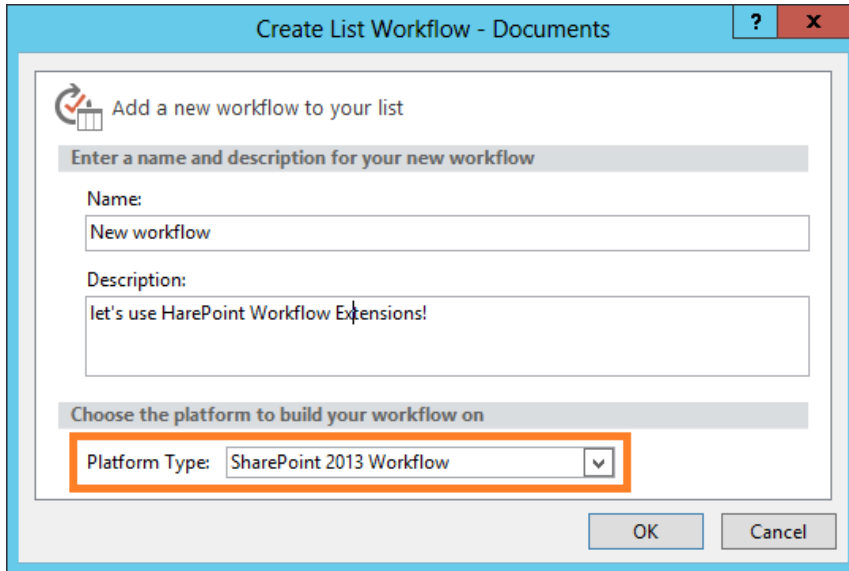 Create List Workflow - Documents
? x
Add a new workflow to your list
Enter a name and description for your new workflow
Name:
New workflow
Description:
let's use HarePoint Workflow Extensions!
Choose the platform to build your workflow on
Platform Type: SharePoint 2013 Workflow
OK Cancel